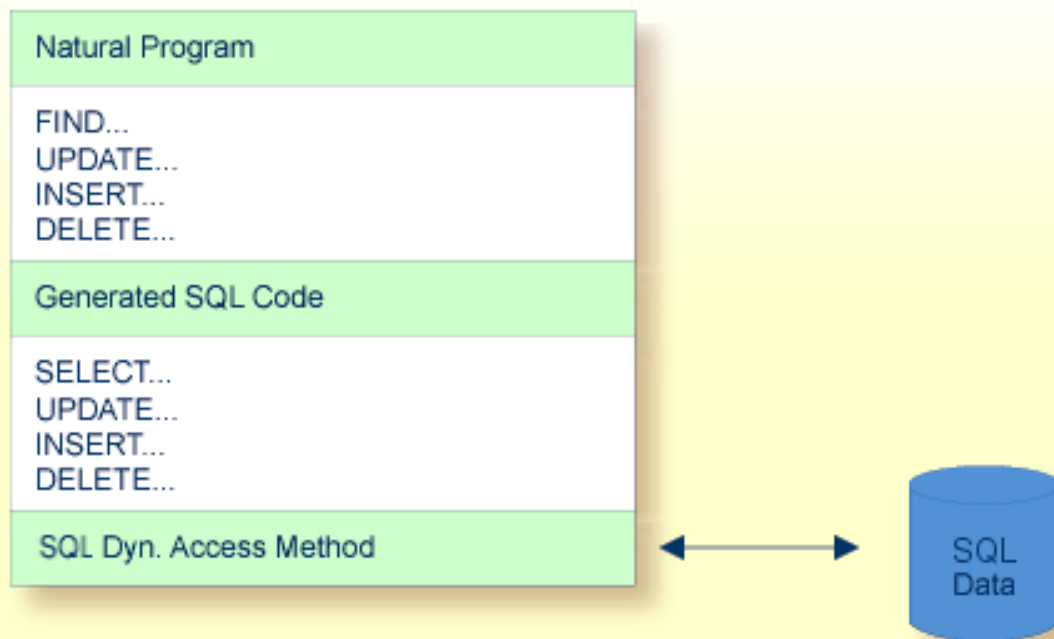 Natural Program
FIND...
UPDATE...
INSERT...
DELETE...
Generated SQL Code
SELECT...
UPDATE...
INSERT...
DELETE...
SQL Dyn. Access Method
SQL
Data